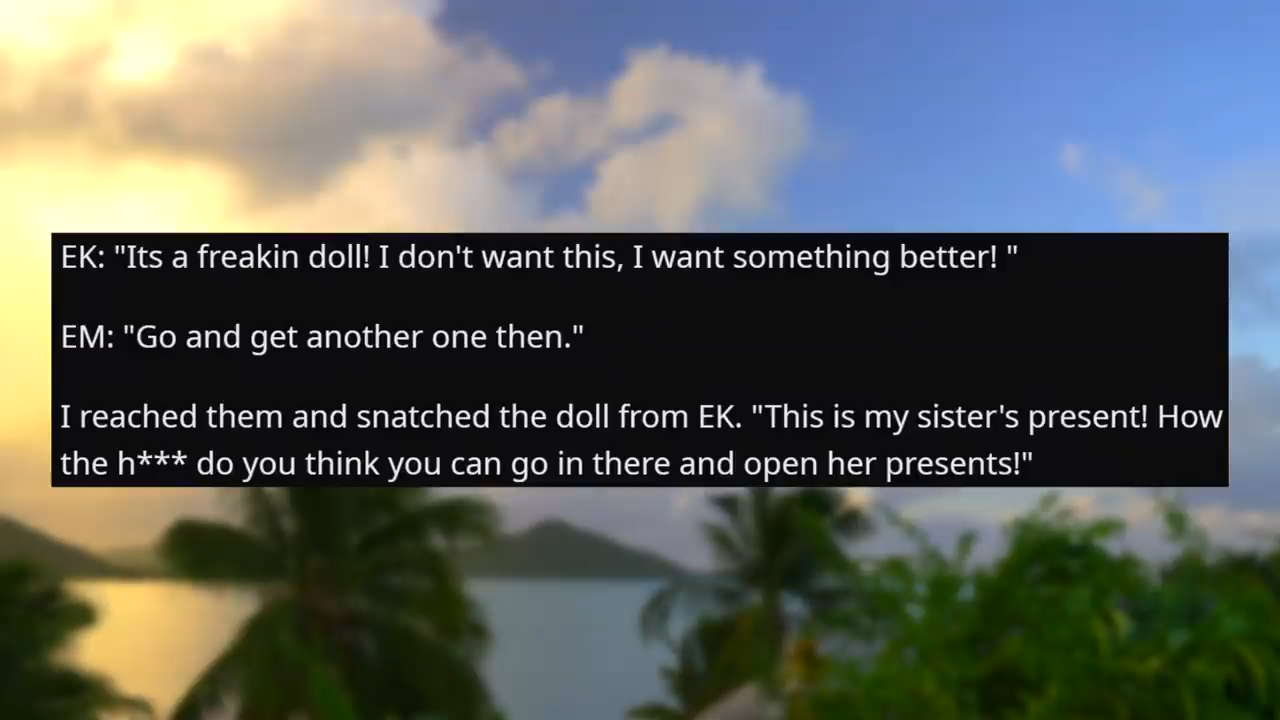 EK: "Its a freakin doll! I don't want this, I want something better! "
EM: "Go and get another one then."
I reached them and snatched the doll from EK. "This is my sister's present! How
the h*** do you think you can go in there and open her presents!"